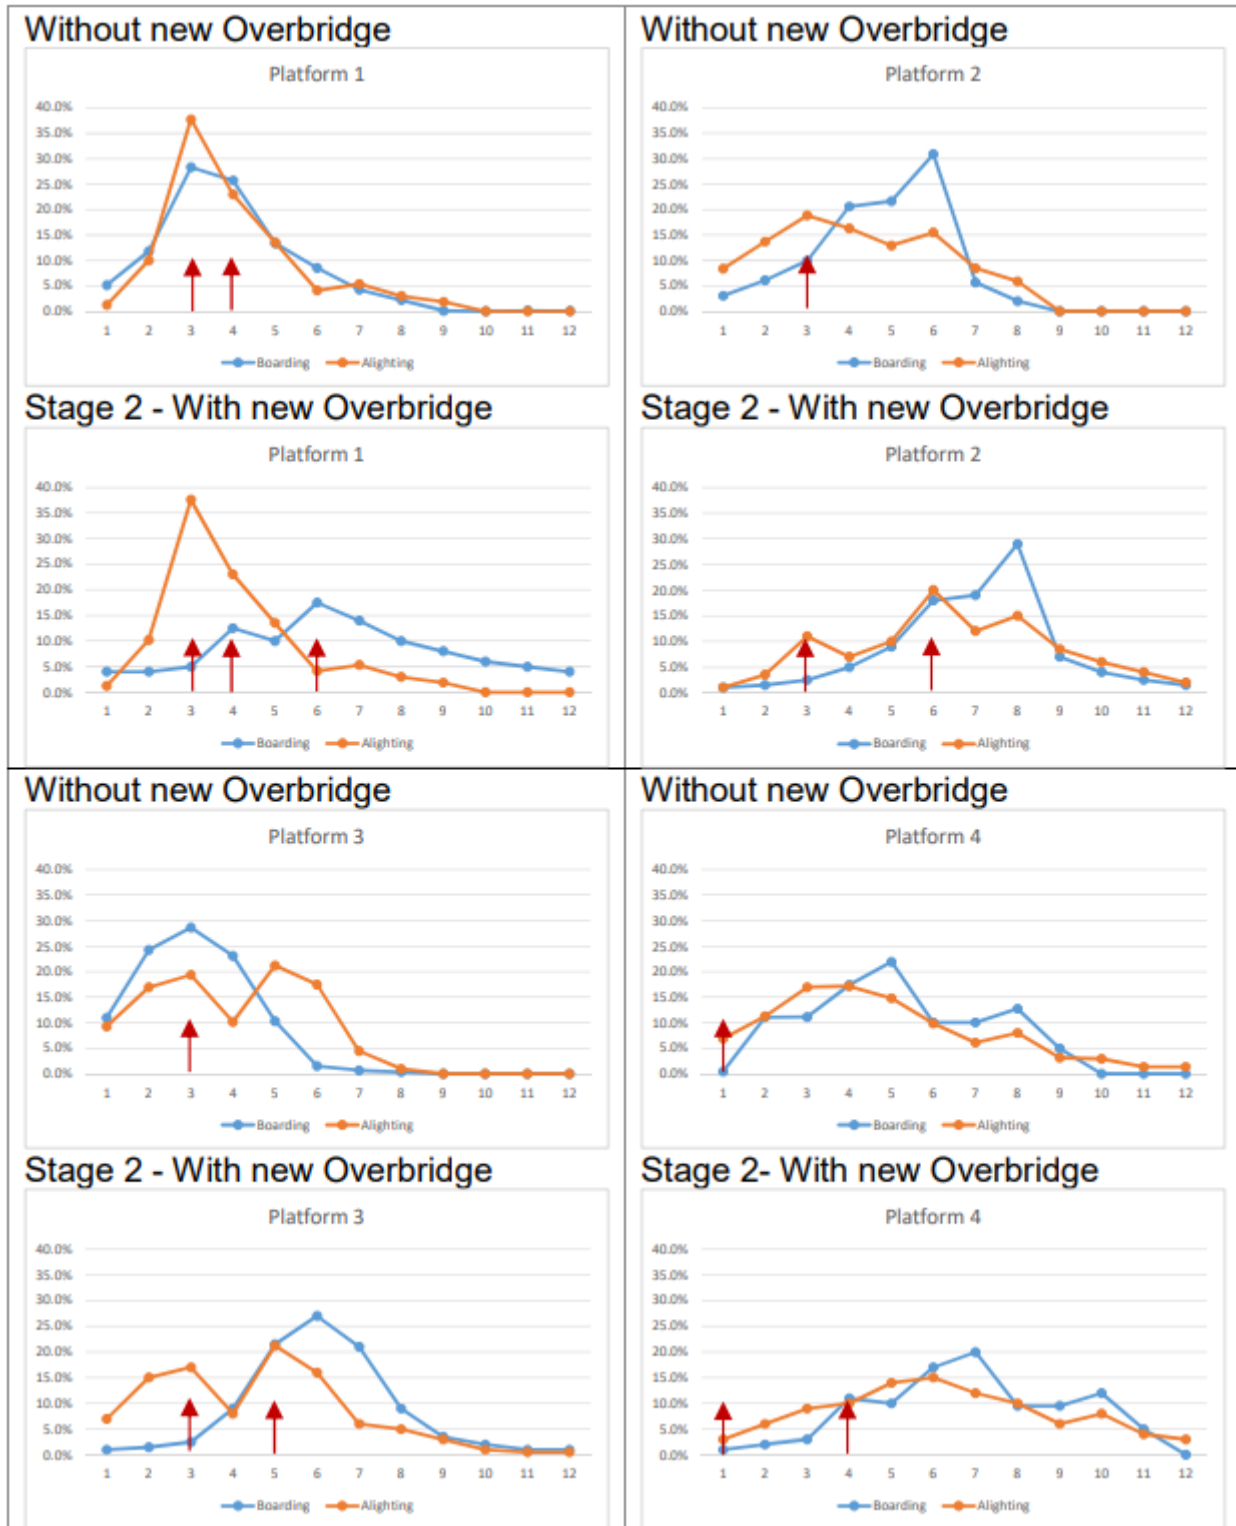 Without new Overbridge
Platform 1
40.0%
35.0%
30.0%
25.0%
20.0%
15.0%
10.0%
5.0%
0.0%
1 2 3 4 5 6 7 8 9 10 11 12
Boarding Alighting
Without new Overbridge
Platform 2
40.0%
35.0%
30.0%
25.0%
20.0%
15.0%
10.0%
5.0%
0.0%
1 2 3 4 5 6 7 8 9 10 11 12
Boarding Alighting
Stage 2 - With new Overbridge
Platform 1
40.0%
35.0%
30.0%
25.0%
20.0%
15.0%
10.0%
5.0%
0.0%
1 2 3 4 5 6 7 8 9 10 11 12
Boarding Alighting
Stage 2 - With new Overbridge
Platform 2
40.0%
35.0%
30.0%
25.0%
20.0%
15.0%
10.0%
5.0%
0.0%
1 2 3 4 5 6 7 8 9 10 11 12
Boarding Alighting
Without new Overbridge
Platform 3
40.0%
35.0%
30.0%
25.0%
20.0%
15.0%
10.0%
5.0%
0.0%
1 2 3 4 5 6 7 8 9 10 11 12
Boarding Alighting
Without new Overbridge
Platform 4
40.0%
35.0%
30.0%
25.0%
20.0%
15.0%
10.0%
5.0%
0.0%
1 2 3 4 5 6 7 8 9 10 11 12
Boarding Alighting
Stage 2 - With new Overbridge
Platform 3
40.0%
35.0%
30.0%
25.0%
20.0%
15.0%
10.0%
5.0%
0.0%
1 2 3 4 5 6 7 8 9 10 11 12
Boarding Alighting
Stage 2- With new Overbridge
Platform 4
40.0%
35.0%
30.0%
25.0%
20.0%
15.0%
10.0%
5.0%
0.0%
1 2 3 4 5 6 7 8 9 10 11 12
Boarding Alighting